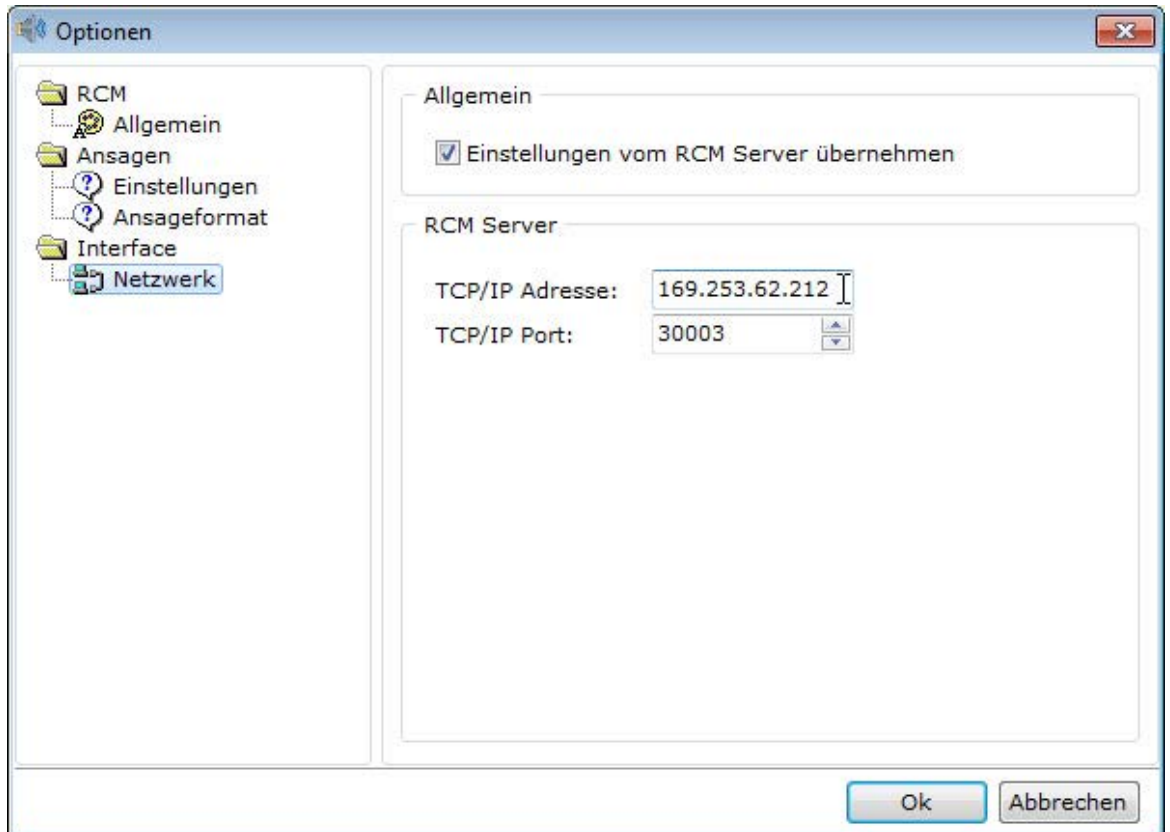 Optionen
RCM
Allgemein
Ansagen
Einstellungen
Ansageformat
Interface
Netzwerk
Allgemein
Einstellungen vom RCM Server übernehmen
RCM Server
TCP/IP Adresse: 169.253.62.212
TCP/IP Port: 30003
Ok Abbrechen